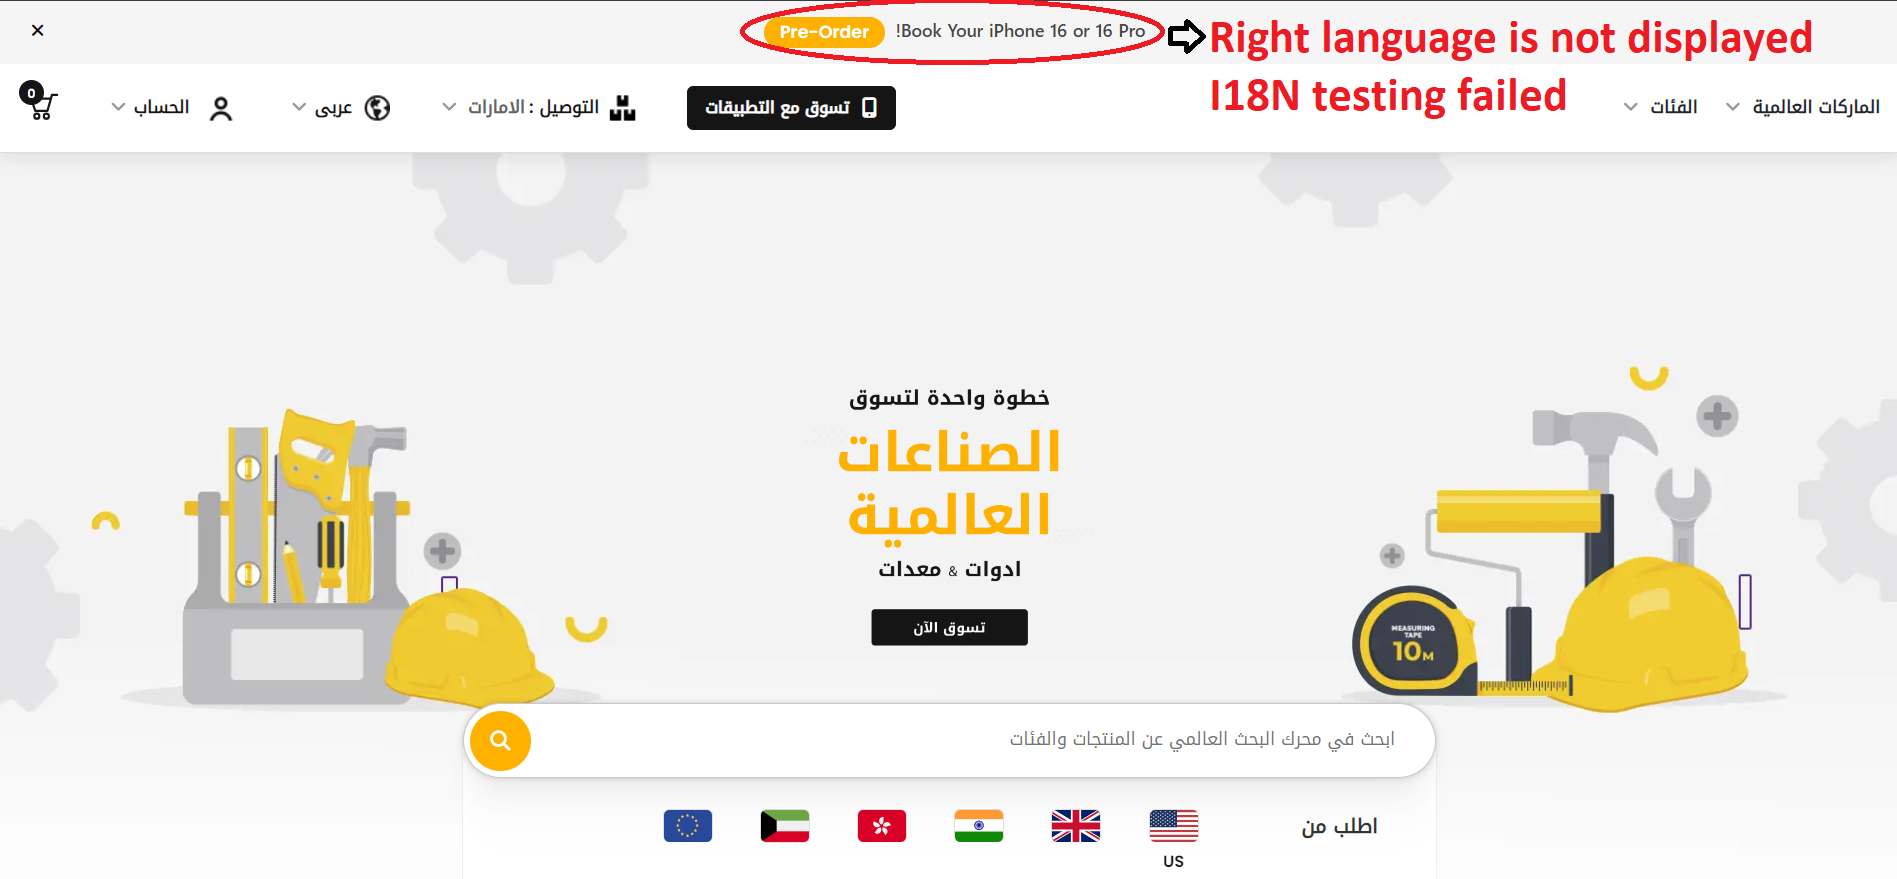 !Book Your iPhone 16 or 16 Pro Pre-Order
Right language is not displayed
I18N testing failed
الماركات العالمية
الفئات
تسوق مع التطبيقات
التوصيل : الامارات
عربى
الحساب
0
خطوة واحدة لتسوق
الصناعات
العالمية
ادوات & معدات
تسوق الآن
MEASURING
TAPE
10M
ابحث في محرك البحث العالمي عن المنتجات والفئات
اطلب من
US